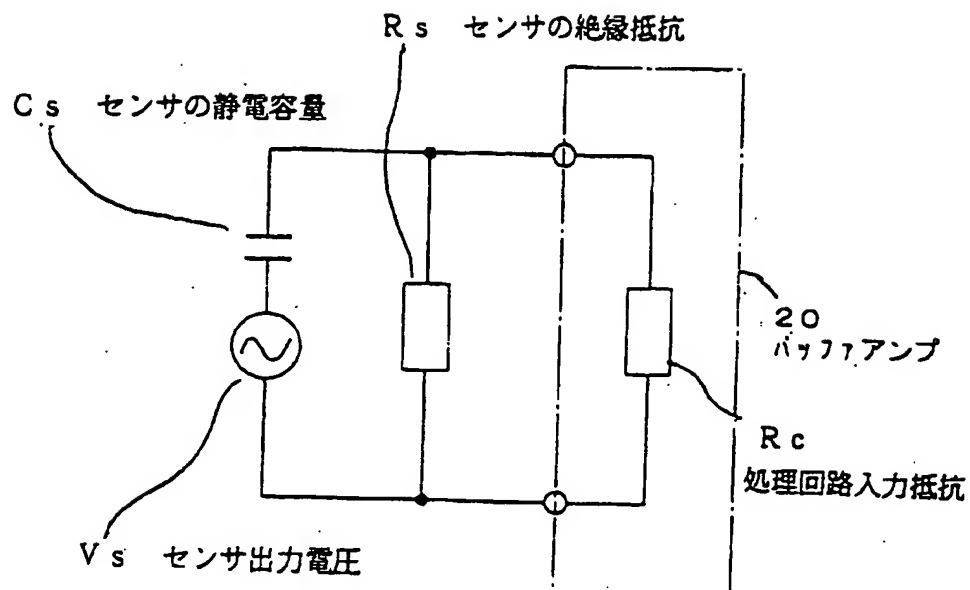 Rs センサの絶縁抵抗
Cs センサの静電容量
20
バッファアンプ
Rc
処理回路入力抵抗
Vs センサ出力電圧